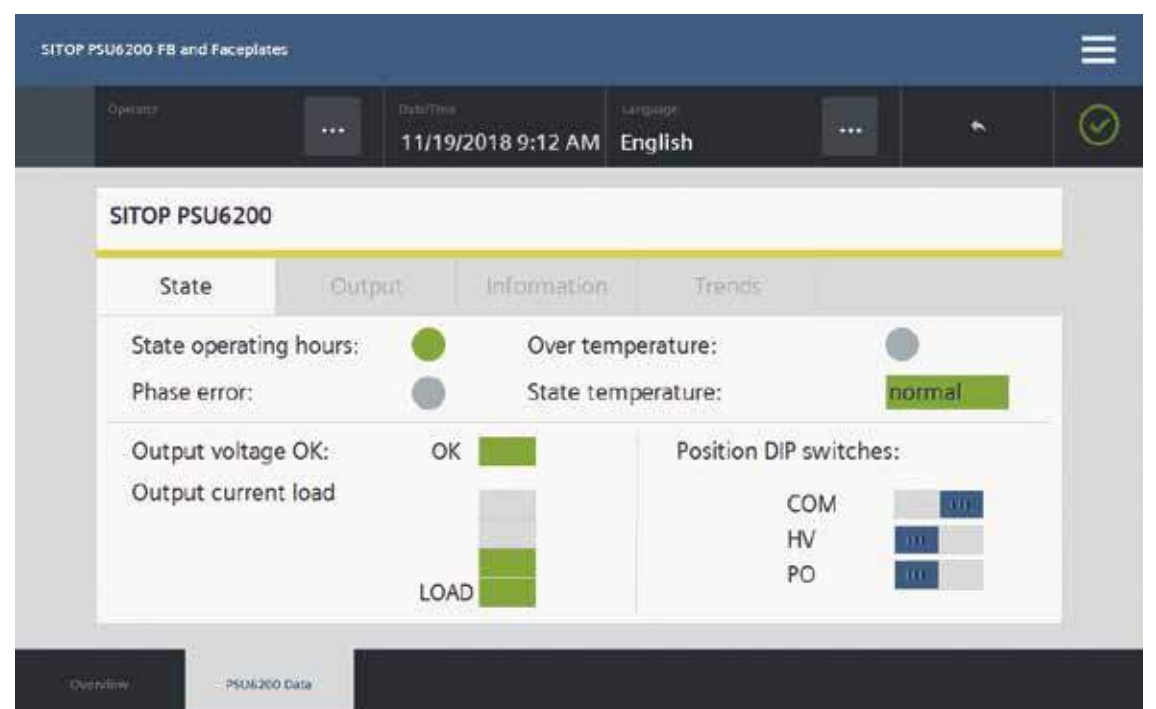 SITOP PSU6200 FB and Faceplates
Operator
...
Date/Time
11/19/2018 9:12 AM
Language
English
...
SITOP PSU6200
State
Output
Information
Trends
State operating hours:
Over temperature:
Phase error:
State temperature:
normal
Output voltage OK:
OK
Position DIP switches:
Output current load
COM
HV
LOAD
PO
Overview
PSU6200 Data